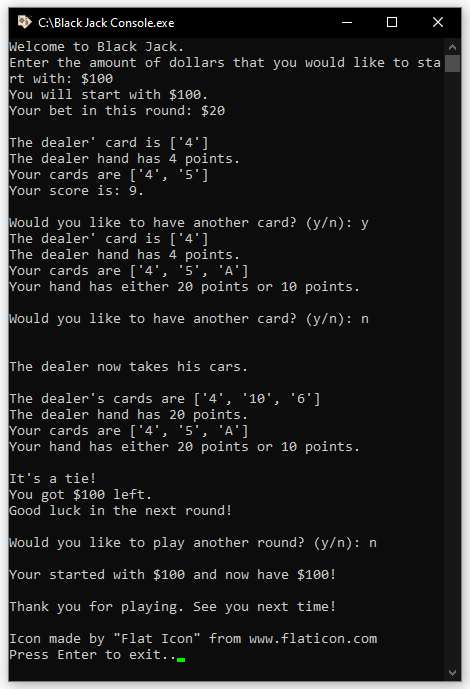 C:\Black Jack Console.exe
Welcome to Black Jack.
Enter the amount of dollars that you would like to sta
rt with: $100
You will start with $100.
Your bet in this round: $20
The dealer' card is ['4']
The dealer hand has 4 points.
Your cards are ['4', '5']
Your score is: 9.
Would you like to have another card? (y/n): y
The dealer' card is ['4']
The dealer hand has 4 points.
Your cards are ['4', '5', 'A']
Your hand has either 20 points or 10 points.
Would you like to have another card? (y/n): n
The dealer now takes his cars.
The dealer's cards are ['4', '10', '6']
The dealer hand has 20 points.
Your cards are ['4', '5', 'A']
Your hand has either 20 points or 10 points.
It's a tie!
You got $100 left.
Good luck in the next round!
Would you like to play another round? (y/n): n
Your started with $100 and now have $100!
Thank you for playing. See you next time!
Icon made by "Flat Icon" from www.flaticon.com
Press Enter to exit..